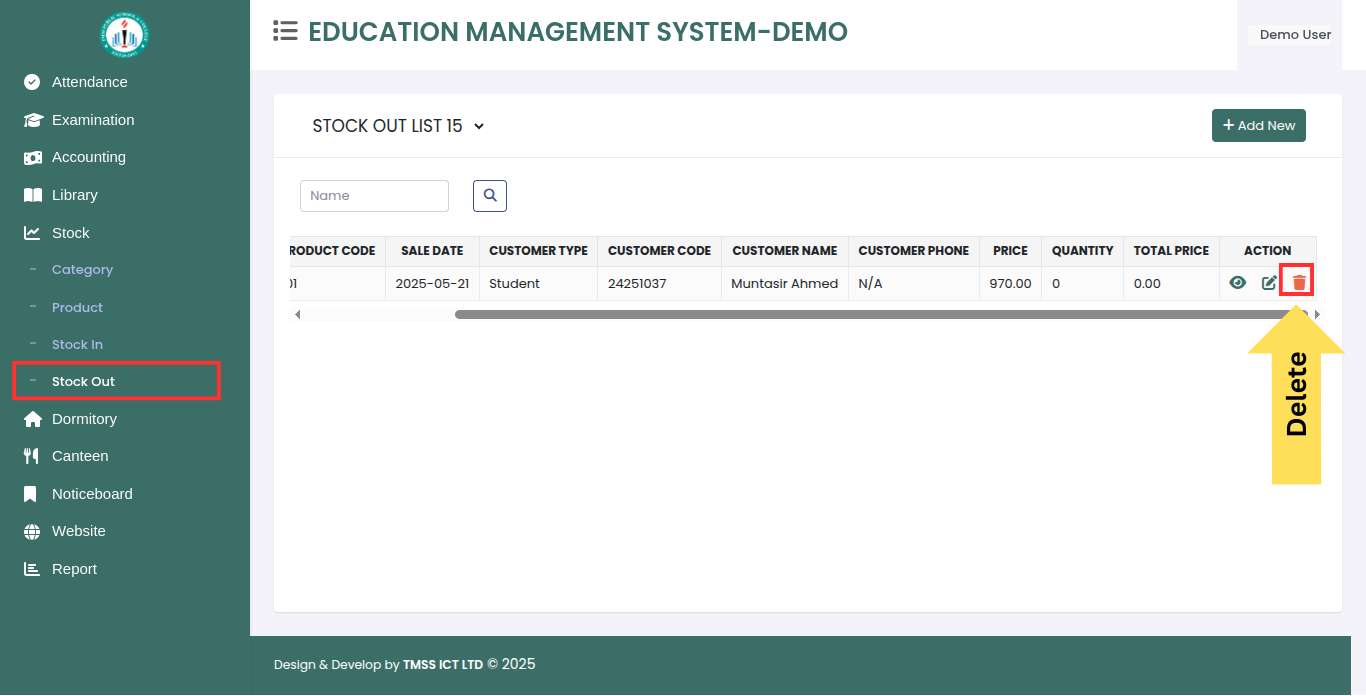 EDUCATION MANAGEMENT SYSTEM-DEMO
Demo User
Attendance
Examination
Accounting
Library
Stock
- Category
- Product
- Stock In
- Stock Out
Dormitory
Canteen
Noticeboard
Website
Report
STOCK OUT LIST 15
+ Add New
Name
RODUCT CODE SALE DATE CUSTOMER TYPE CUSTOMER CODE CUSTOMER NAME CUSTOMER PHONE PRICE QUANTITY TOTAL PRICE ACTION
01 2025-05-21 Student 24251037 Muntasir Ahmed N/A 970.00 0 0.00
Delete
Design & Develop by TMSS ICT LTD © 2025